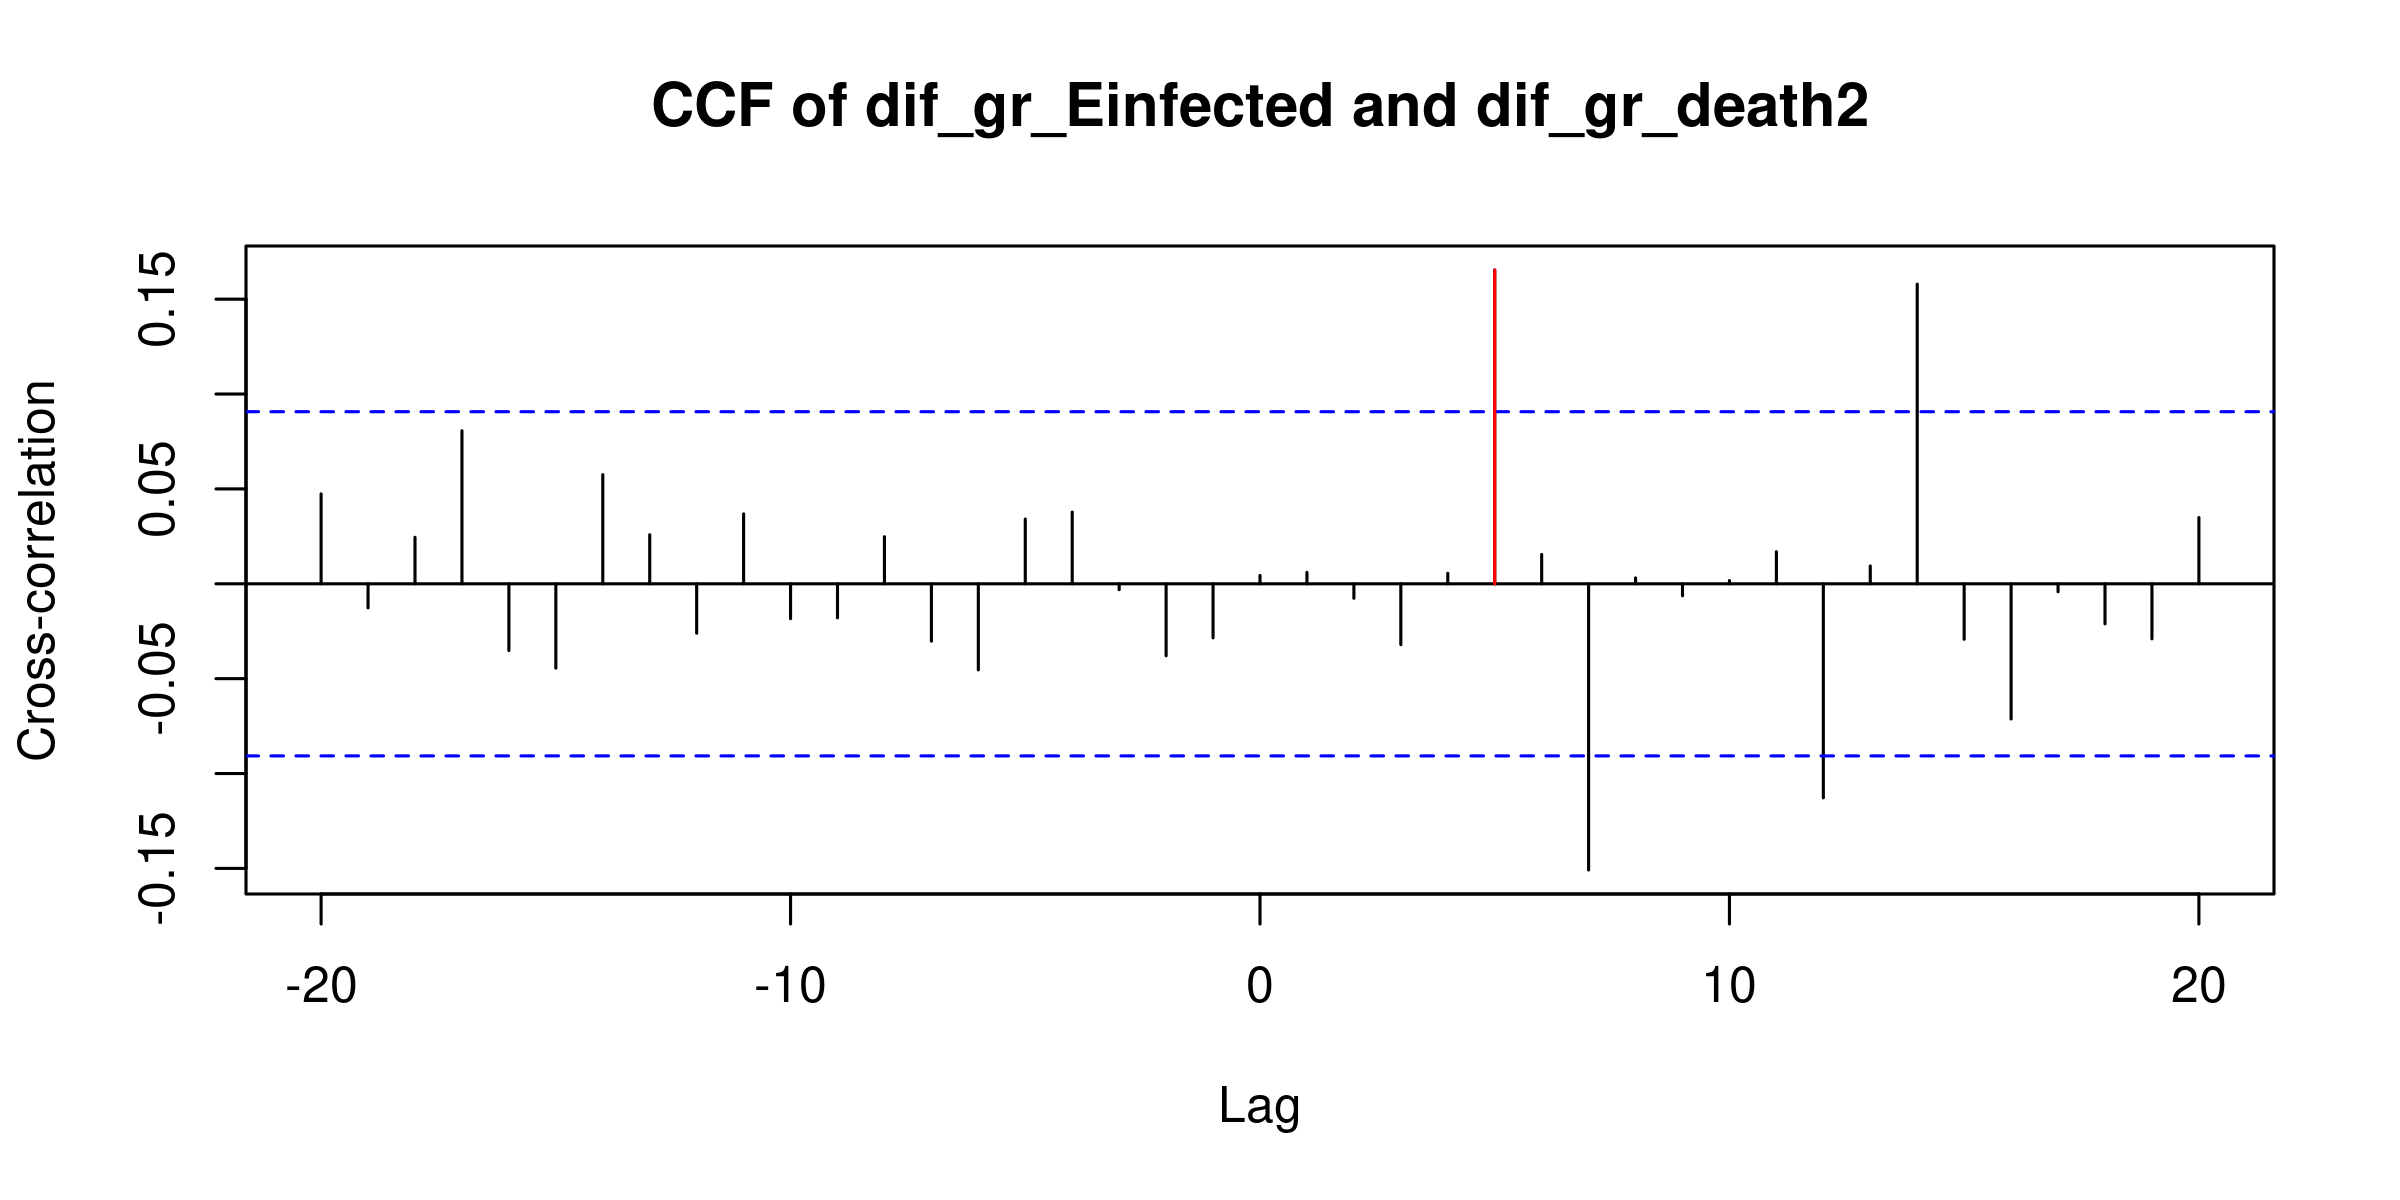 CCF of dif_gr_Einfected and dif_gr_death2
Cross-correlation
0.15
0.05
-0.05
-0.15
-20 -10 0 10 20
Lag